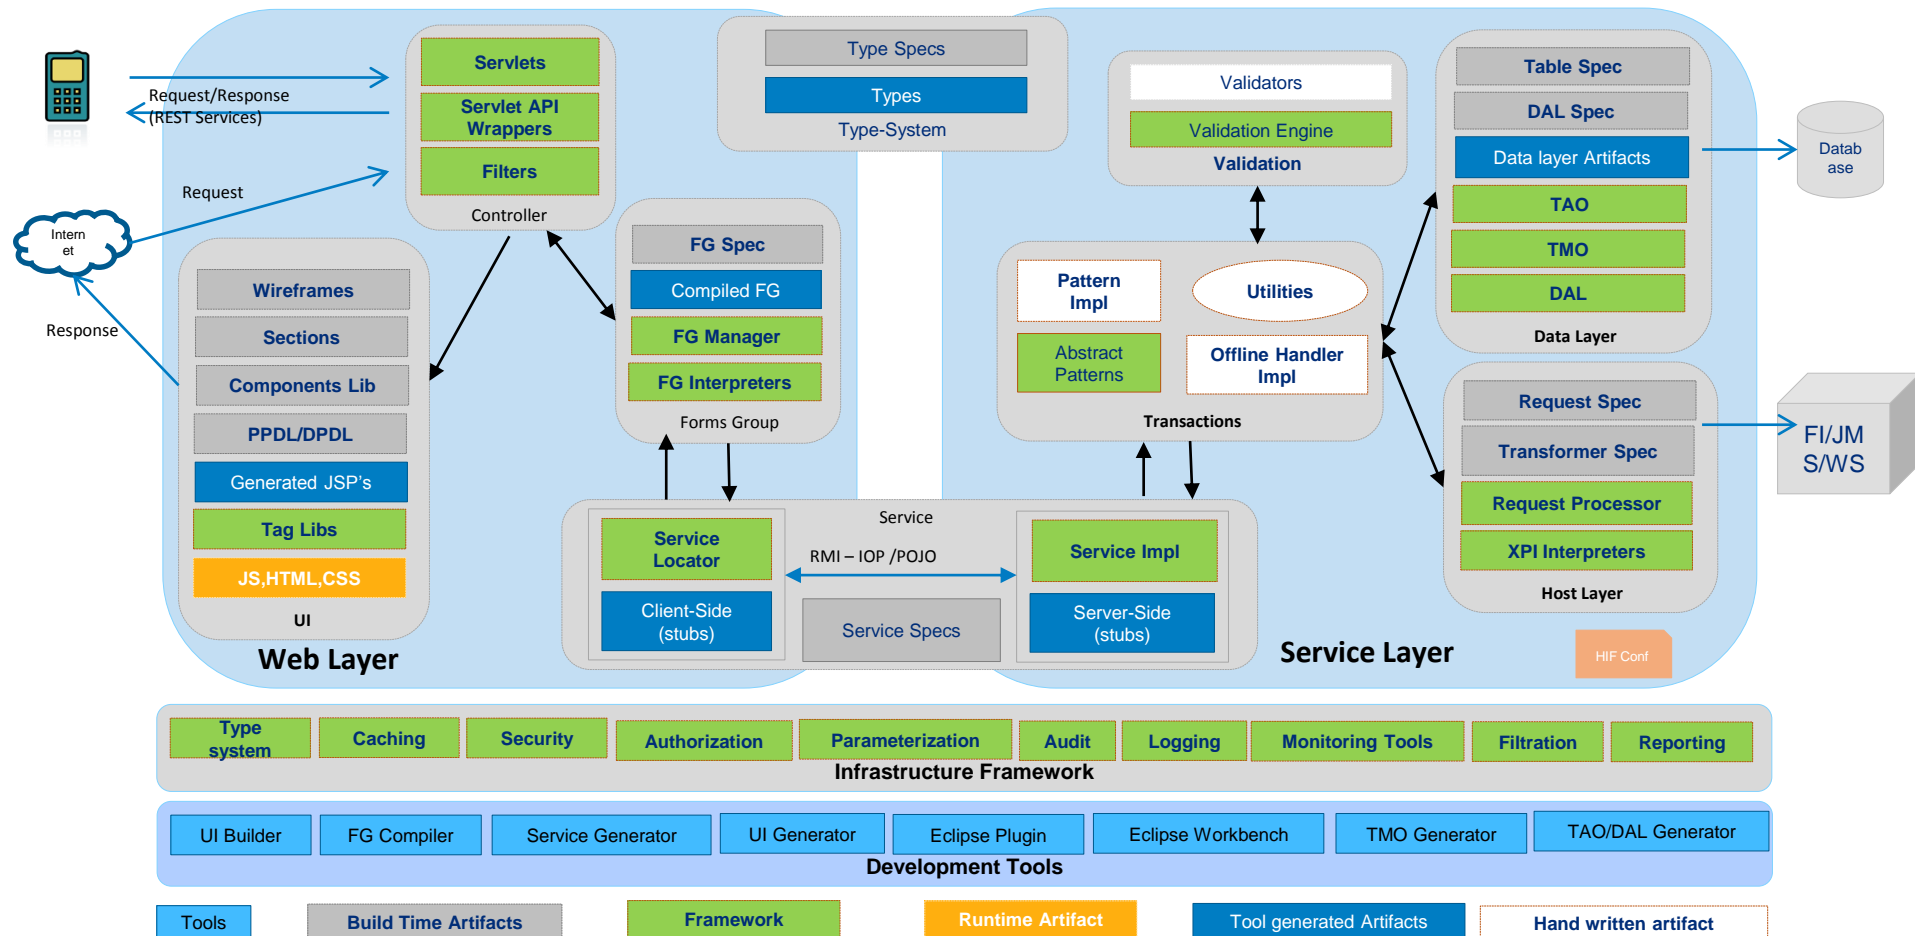 Request/Response
(REST Services)
Request
Intern
et
Response
Servlets
Servlet API
Wrappers
Filters
Controller
Wireframes
Sections
Components Lib
PPDL/DPDL
Generated JSP's
Tag Libs
JS,HTML,CSS
UI
Web Layer
FG Spec
Compiled FG
FG Manager
FG Interpreters
Forms Group
Type Specs
Types
Type-System
Service
Service
Locator
Client-Side
(stubs)
RMI – IOP /POJO
Service Specs
Service Impl
Server-Side
(stubs)
Validators
Validation Engine
Validation
Pattern
Impl
Utilities
Abstract
Patterns
Offline Handler
Impl
Transactions
Table Spec
DAL Spec
Data layer Artifacts
TAO
TMO
DAL
Data Layer
Datab
ase
Request Spec
Transformer Spec
Request Processor
XPI Interpreters
Host Layer
FI/JM
S/WS
Service Layer
HIF Conf
Type
system
Caching
Security
Authorization
Parameterization
Audit
Logging
Monitoring Tools
Filtration
Reporting
Infrastructure Framework
UI Builder
FG Compiler
Service Generator
UI Generator
Eclipse Plugin
Eclipse Workbench
TMO Generator
TAO/DAL Generator
Development Tools
Tools
Build Time Artifacts
Framework
Runtime Artifact
Tool generated Artifacts
Hand written artifact